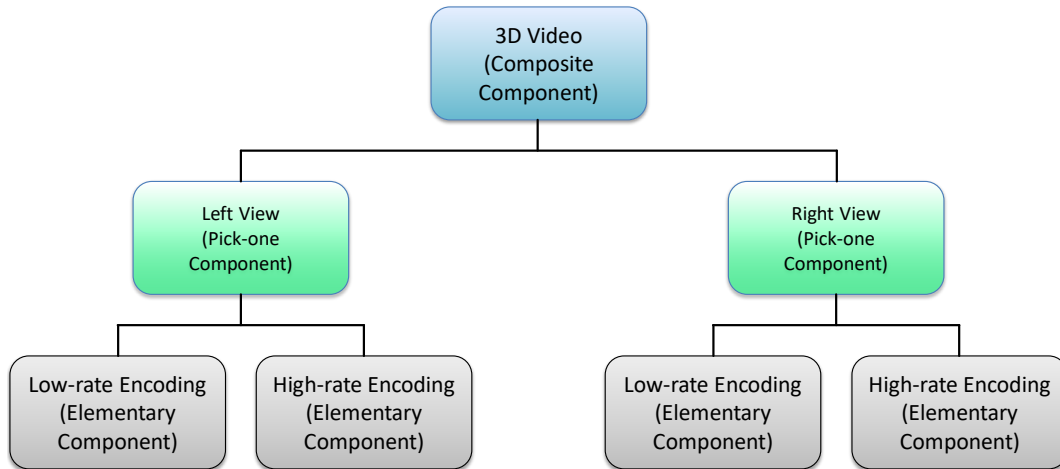 3D Video
(Composite
Component)
Left View
(Pick-one
Component)
Right View
(Pick-one
Component)
Low-rate Encoding
(Elementary
Component)
High-rate Encoding
(Elementary
Component)
Low-rate Encoding
(Elementary
Component)
High-rate Encoding
(Elementary
Component)